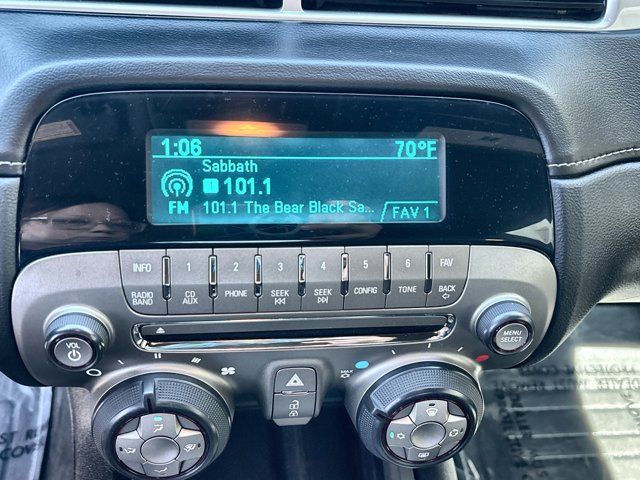 1:06 70°F
Sabbath
101.1
FM 101.1 The Bear Black Sa... FAV 1
INFO 1 2 3 4 5 6 FAV
RADIO BAND CD AUX PHONE SEEK SEEK CONFIG TONE BACK
VOL
MENU SELECT
MAX